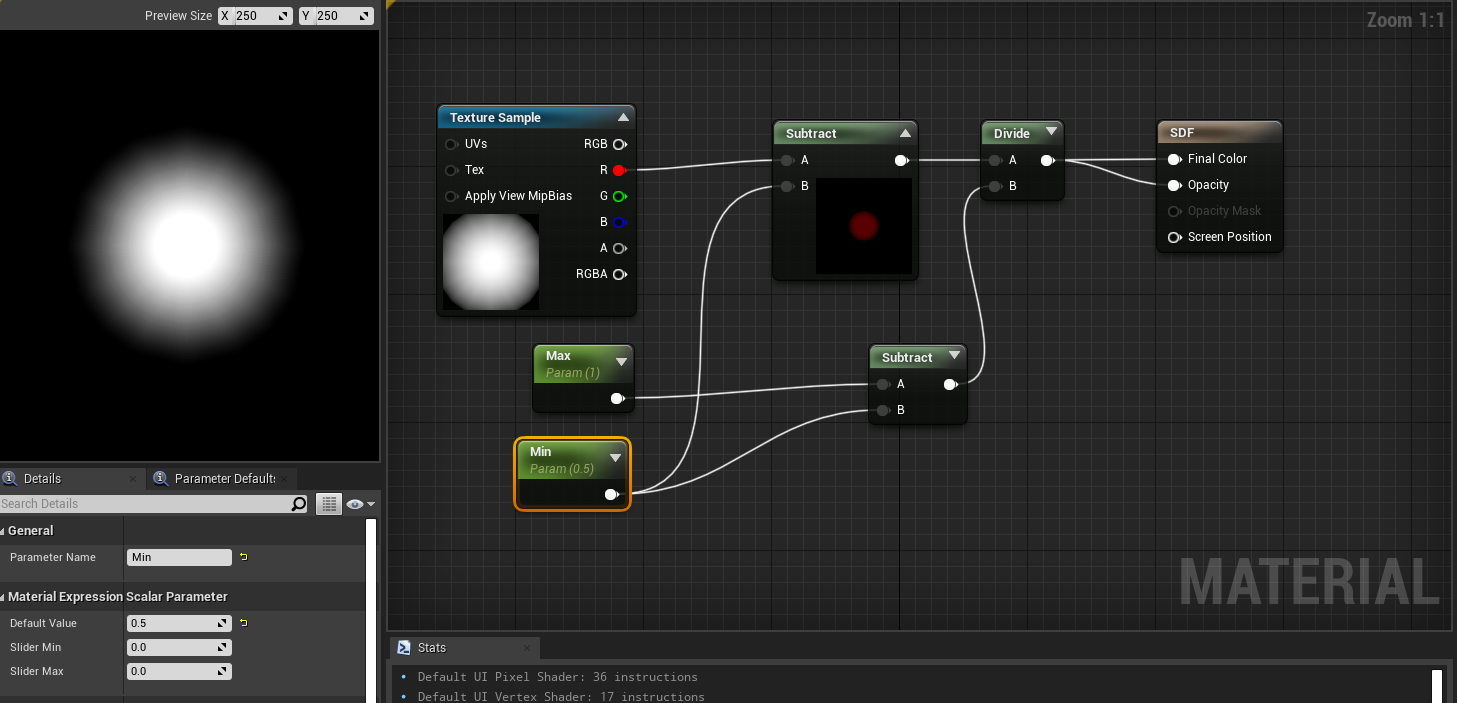 Preview Size X 250 Y 250
Zoom 1:1
Texture Sample
UVs RGB
Tex R
Apply View MipBias G
B
A
RGBA
Subtract
A
B
Divide
A
B
SDF
Final Color
Opacity
Opacity Mask
Screen Position
Max
Param (1)
Subtract
A
B
Min
Param (0.5)
MATERIAL
Details
Parameter Defaults
Search Details
General
Parameter Name Min
Material Expression Scalar Parameter
Default Value 0.5
Slider Min 0.0
Slider Max 0.0
Stats
Default UI Pixel Shader: 36 instructions
Default UI Vertex Shader: 17 instructions